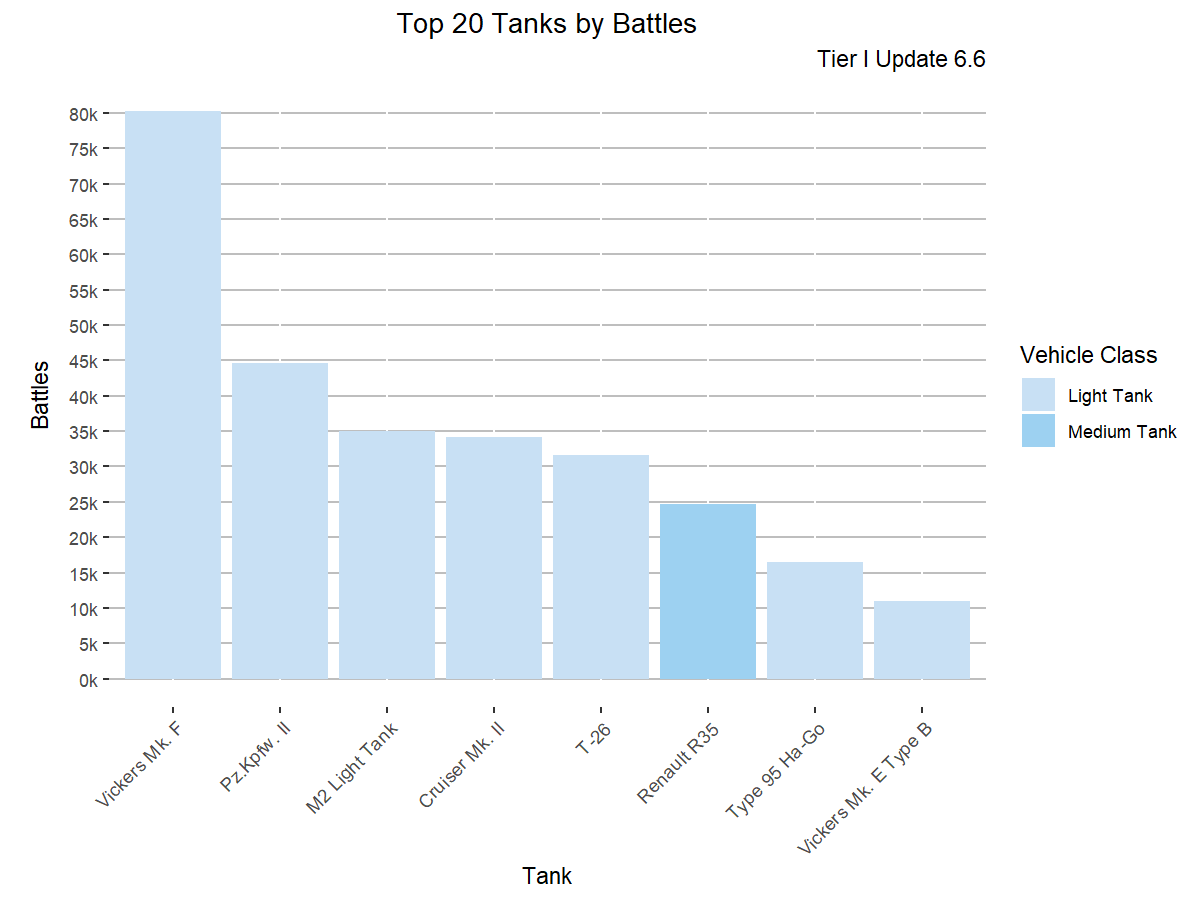 Top 20 Tanks by Battles
Tier I Update 6.6
80k
75k
70k
65k
60k
55k
50k
45k
40k
35k
30k
25k
20k
15k
10k
5k
0k
Battles
Vickers Mk. F
Pz.Kpfw. II
M2 Light Tank
Cruiser Mk. II
T-26
Renault R35
Type 95 Ha-Go
Vickers Mk. E Type B
Tank
Vehicle Class
Light Tank
Medium Tank